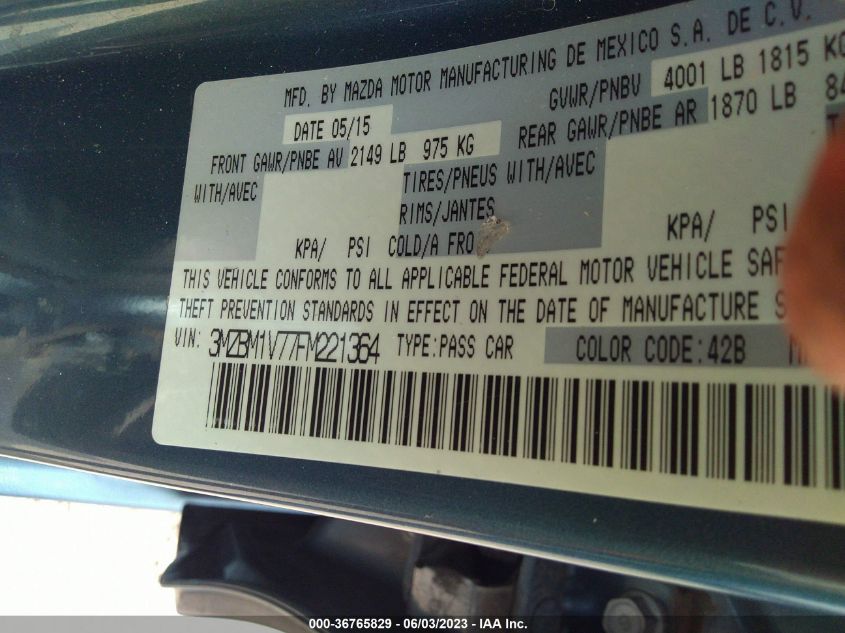 MFD. BY MAZDA MOTOR MANUFACTURING DE MEXICO S.A. DE C.V.
DATE 05/15 GVWR/PNBV 4001 LB 1815 KG
FRONT GAWR/PNBE AV 2149 LB 975 KG REAR GAWR/PNBE AR 1870 LB
WITH/AVEC TIRES/PNEUS WITH/AVEC
RIMS/JANTES
KPA/ PSI COLD/A FRO KPA/ PSI
THIS VEHICLE CONFORMS TO ALL APPLICABLE FEDERAL MOTOR VEHICLE
THEFT PREVENTION STANDARDS IN EFFECT ON THE DATE OF MANUFACTURE
VIN: 3MZBM1V77FM221364 TYPE:PASS CAR COLOR CODE:42B
000-36765829 - 06/03/2023 - IAA Inc.